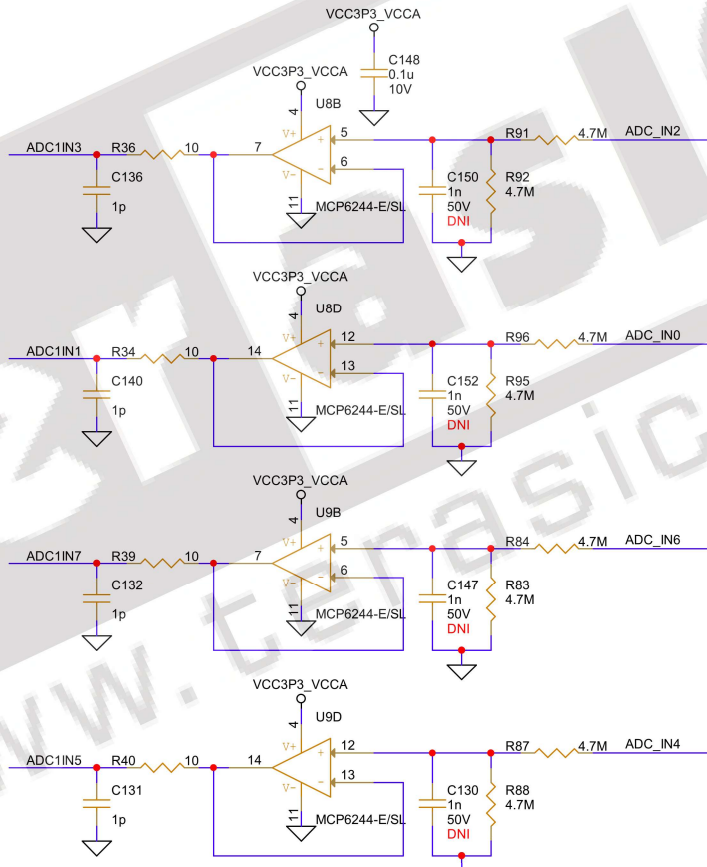 VCC3P3_VCCA
C148
0.1u
10V
VCC3P3_VCCA
4
U8B
V+
ADC1IN3
R36
10
7
5
+
6
-
R91
4.7M
ADC_IN2
V-
C136
1p
11
MCP6244-E/SL
C150
1n
50V
DNI
R92
4.7M
VCC3P3_VCCA
4
U8D
V+
ADC1IN1
R34
10
14
12
+
13
-
R96
4.7M
ADC_IN0
V-
C140
1p
11
MCP6244-E/SL
C152
1n
50V
DNI
R95
4.7M
VCC3P3_VCCA
4
U9B
V+
ADC1IN7
R39
10
7
5
+
6
-
R84
4.7M
ADC_IN6
V-
C132
1p
11
MCP6244-E/SL
C147
1n
50V
DNI
R83
4.7M
VCC3P3_VCCA
4
U9D
V+
ADC1IN5
R40
10
14
12
+
13
-
R87
4.7M
ADC_IN4
V-
C131
1p
11
MCP6244-E/SL
C130
1n
50V
DNI
R88
4.7M
www.terasic
erasi